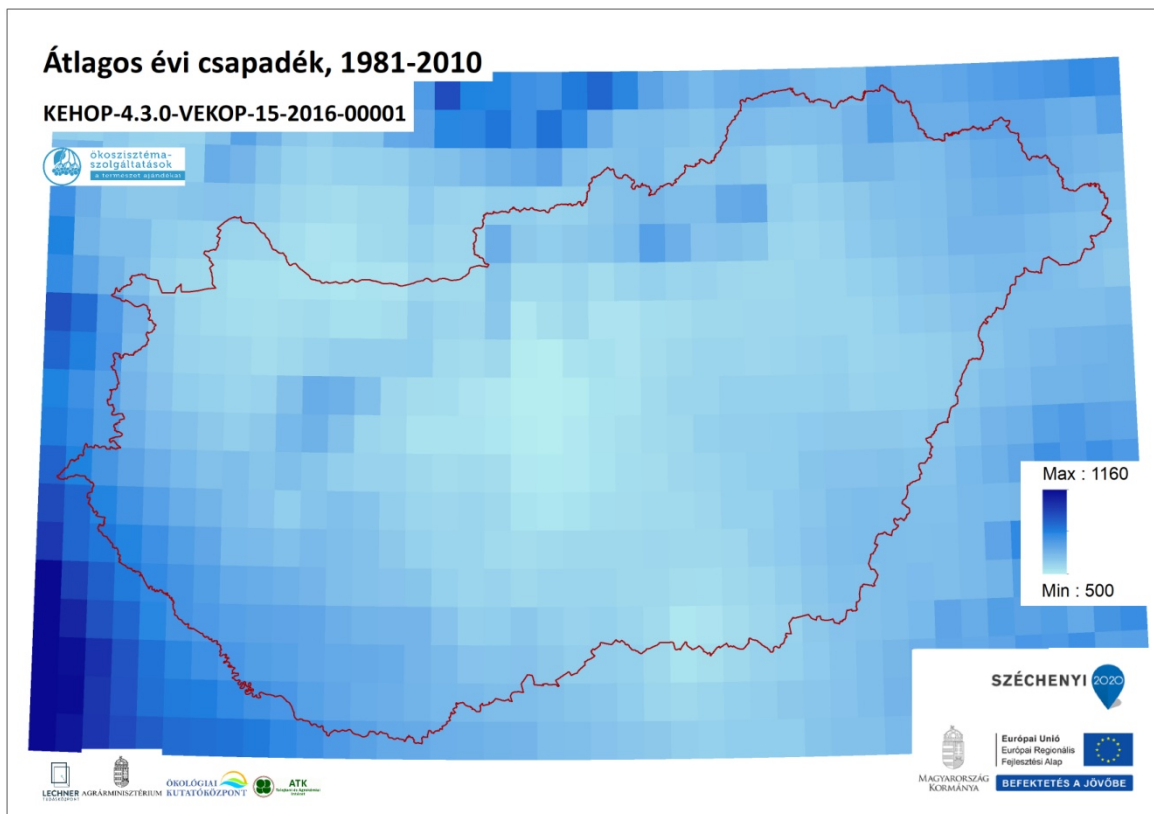 Átlagos évi csapadék, 1981-2010
KEHOP-4.3.0-VEKOP-15-2016-00001
ökoszisztéma-
szolgáltatások
a természet ajándékai
Max : 1160
Min : 500
SZÉCHENYI 2020
MAGYARORSZÁG
KORMÁNYA
Európai Unió
Európai Regionális
Fejlesztési Alap
BEFEKTETÉS A JÖVŐBE
LECHNER
TUDÁSKÖZPONT
AGRÁRMINISZTÉRIUM
ÖKOLÓGIAI
KUTATÓKÖZPONT
ATK